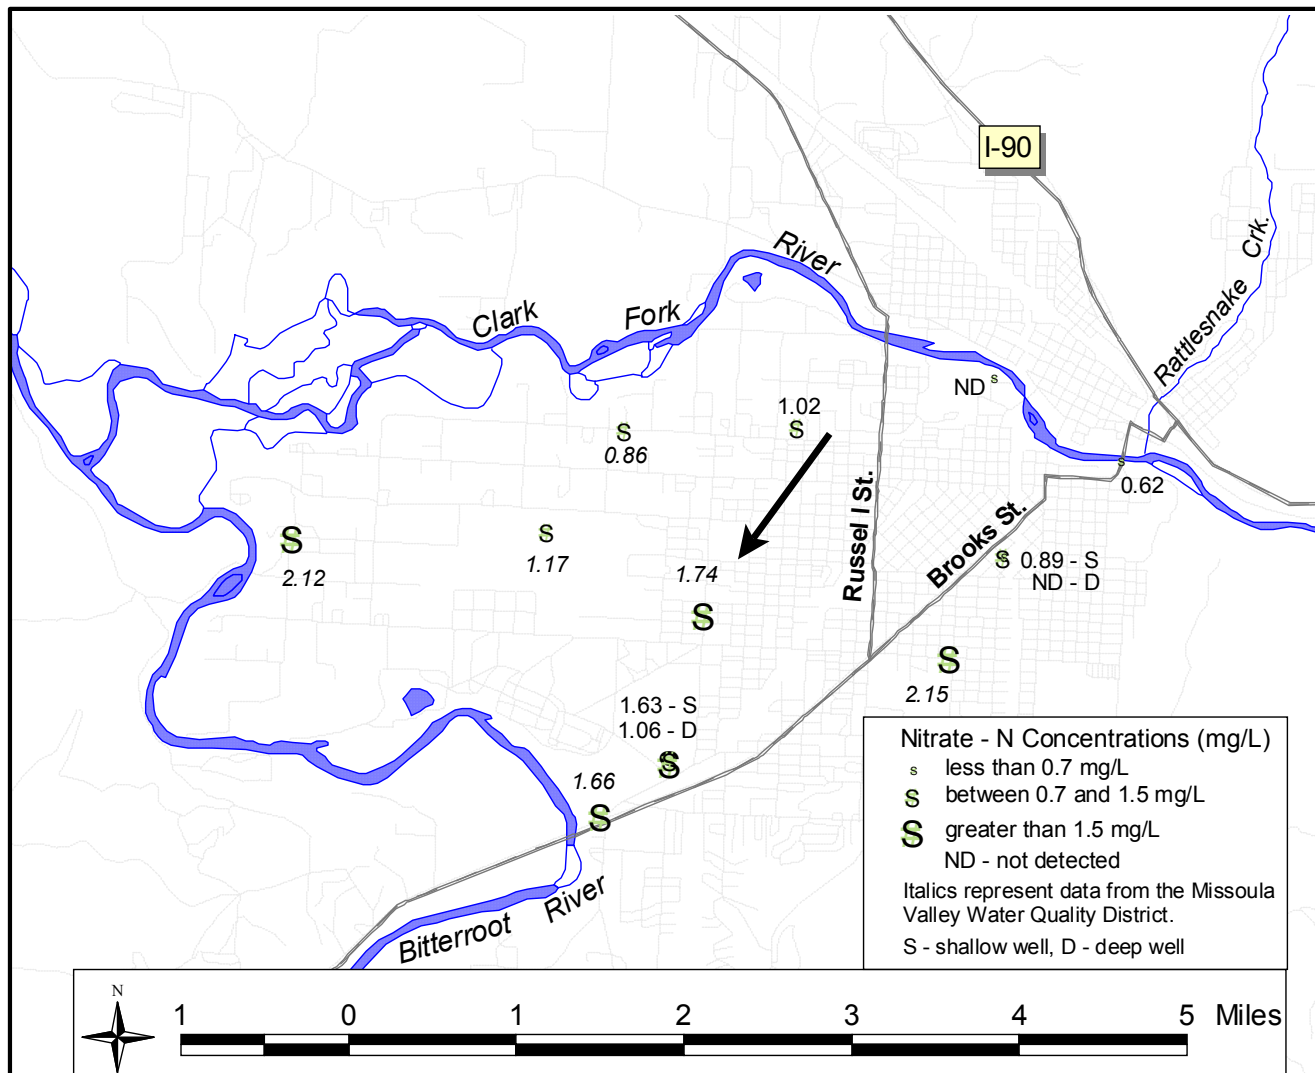 I-90
Rattlesnake Crk.
River
Clark
Fork
ND s
1.02
S
S
0.86
s
0.62
Russel l St.
Brooks St.
S
2.12
S
1.17
1.74
S
S 0.89 - S
ND - D
S
2.15
1.63 - S
1.06 - D
S
1.66
S
Bitterroot River
Nitrate - N Concentrations (mg/L)
s less than 0.7 mg/L
S between 0.7 and 1.5 mg/L
S greater than 1.5 mg/L
ND - not detected
Italics represent data from the Missoula
Valley Water Quality District.
S - shallow well, D - deep well
N
1 0 1 2 3 4 5 Miles